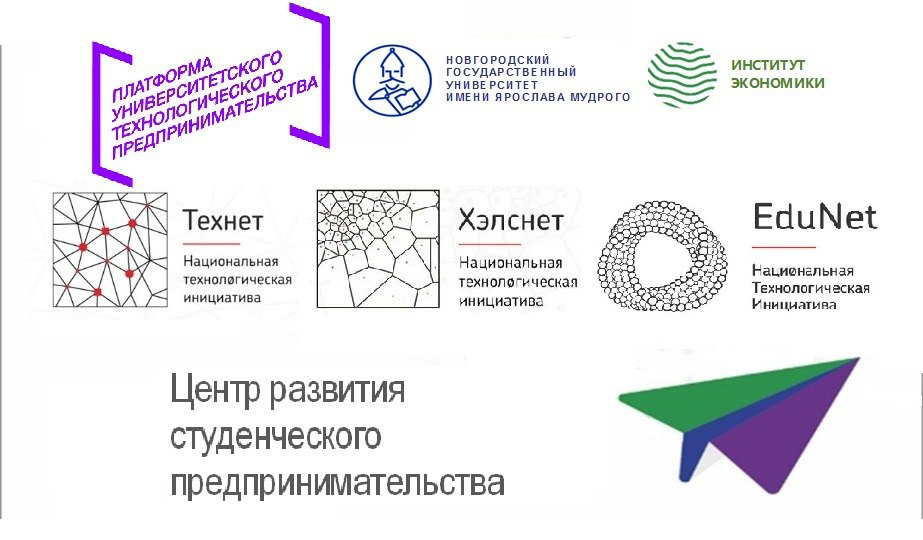 ПЛАТФОРМА
УНИВЕРСИТЕТСКОГО
ТЕХНОЛОГИЧЕСКОГО
ПРЕДПРИНИМАТЕЛЬСТВА
НОВГОРОДСКИЙ
ГОСУДАРСТВЕННЫЙ
УНИВЕРСИТЕТ
ИМЕНИ ЯРОСЛАВА МУДРОГО
ИНСТИТУТ
ЭКОНОМИКИ
Технет
Национальная
технологическая
инициатива
Хэлснет
Национальная
технологическая
инициатива
EduNet
Национальная
Технологическая
Инициатива
Центр развития
студенческого
предпринимательства